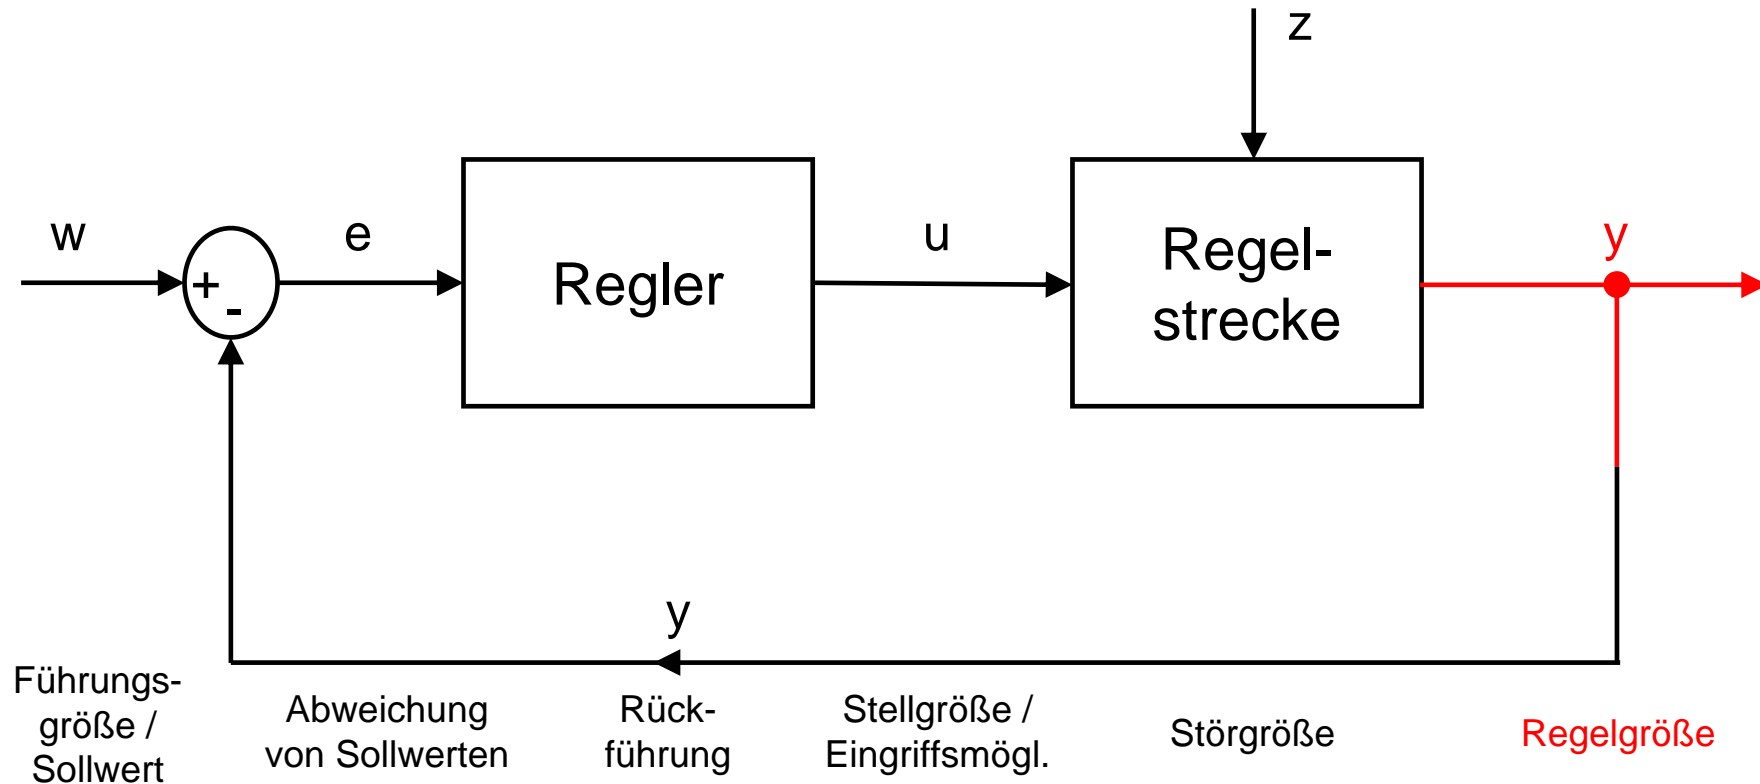 z
w
e
u
y
+
-
Regler
Regel-
strecke
y
Führungs-
größe /
Sollwert
Abweichung
von Sollwerten
Rück-
führung
Stellgröße /
Eingriffsmögl.
Störgröße
Regelgröße